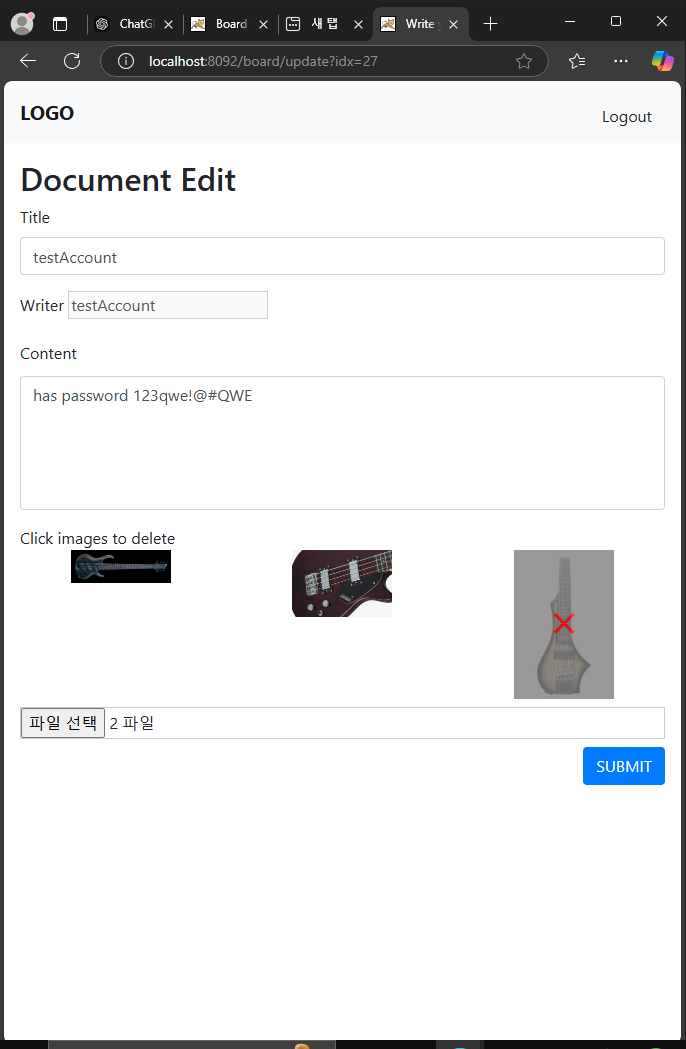 ChatG
Board
새 탭
Write
localhost:8092/board/update?idx=27
LOGO
Logout
Document Edit
Title
testAccount
Writer testAccount
Content
has password 123qwe!@#QWE
Click images to delete
파일 선택 2 파일
SUBMIT